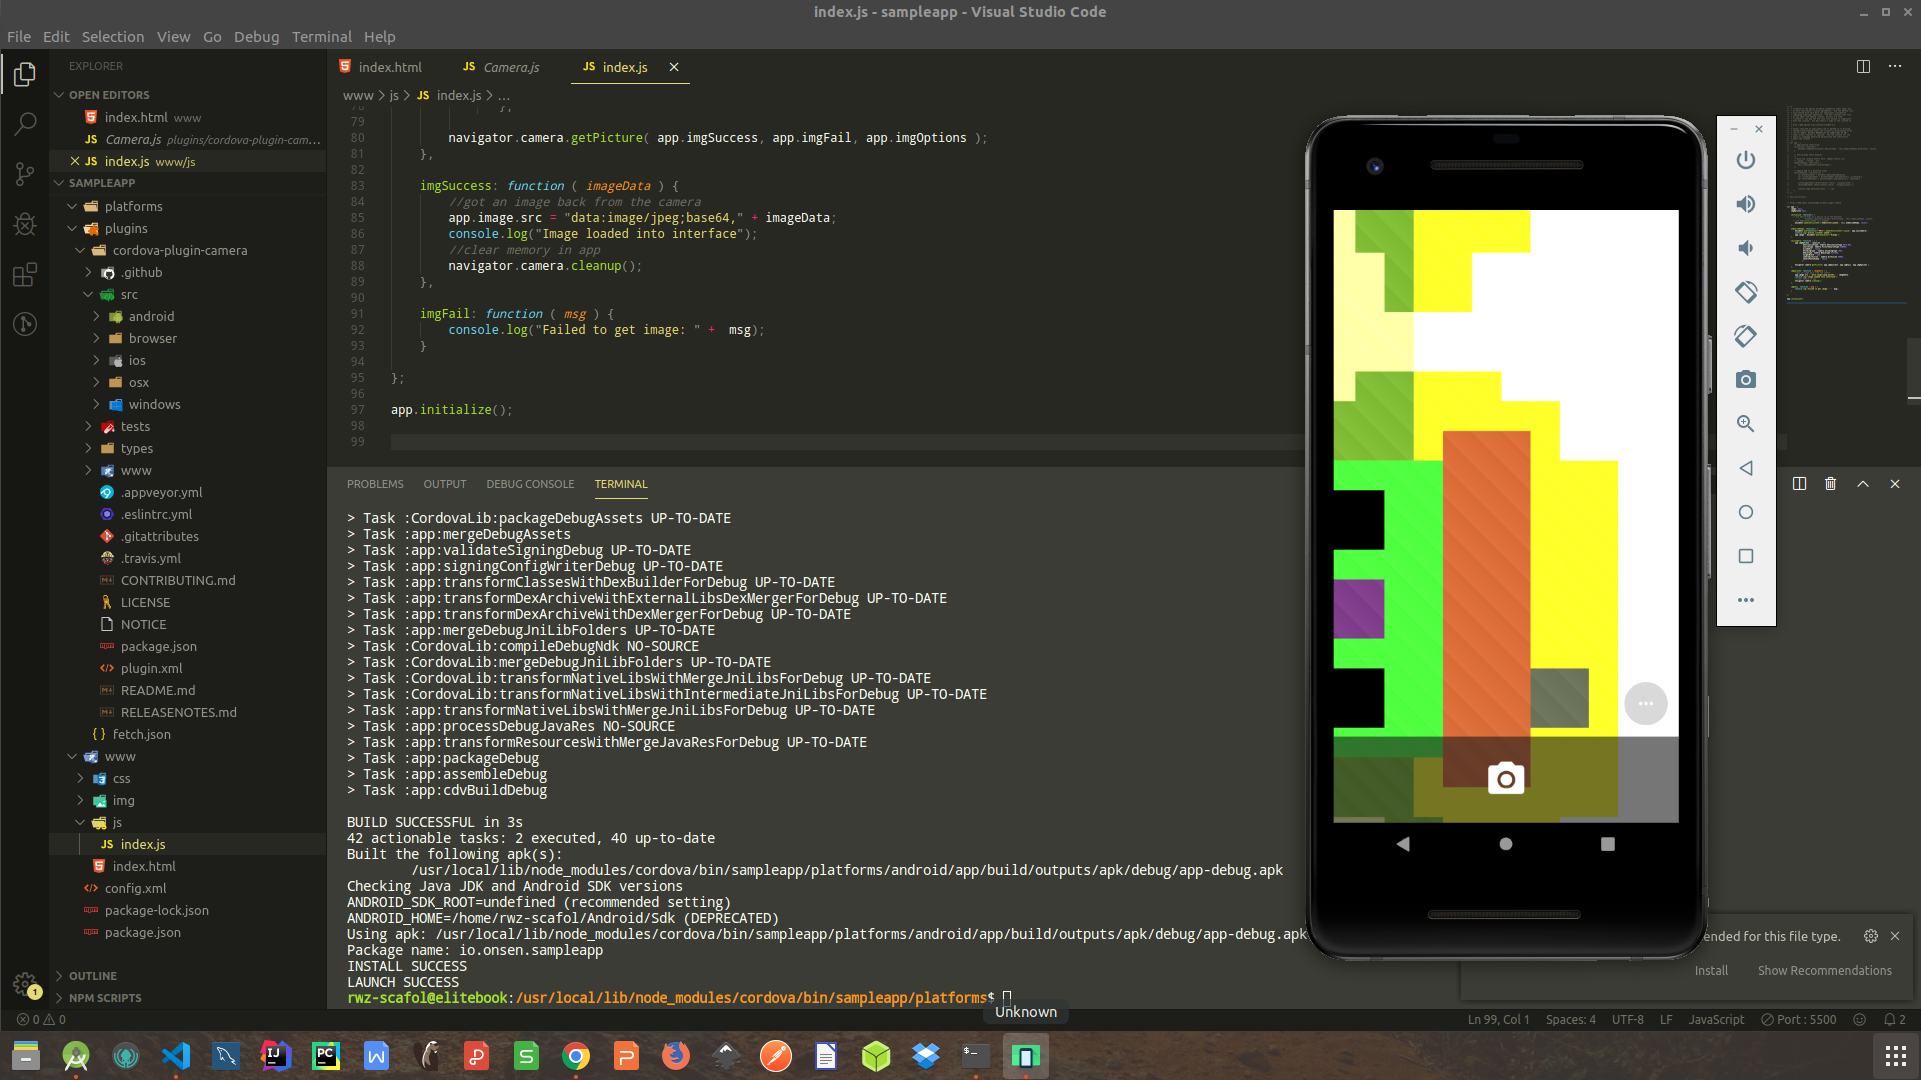 index.js - sampleapp - Visual Studio Code
File Edit Selection View Go Debug Terminal Help
EXPLORER
OPEN EDITORS
index.html www
Camera.js plugins/cordova-plugin-cam...
index.js www/js
SAMPLEAPP
platforms
plugins
cordova-plugin-camera
.github
src
android
browser
ios
osx
windows
tests
types
www
.appveyor.yml
.eslintrc.yml
.gitattributes
.travis.yml
CONTRIBUTING.md
LICENSE
NOTICE
package.json
plugin.xml
README.md
RELEASENOTES.md
fetch.json
www
css
img
js
index.js
index.html
config.xml
package-lock.json
package.json
OUTLINE
NPM SCRIPTS
index.html Camera.js index.js
www > js > JS index.js > ...
78 };
79
80 navigator.camera.getPicture( app.imgSuccess, app.imgFail, app.imgOptions );
81 },
82
83 imgSuccess: function ( imageData ) {
84 //got an image back from the camera
85 app.image.src = "data:image/jpeg;base64," + imageData;
86 console.log("Image loaded into interface");
87 //clear memory in app
88 navigator.camera.cleanup();
89 },
90
91 imgFail: function ( msg ) {
92 console.log("Failed to get image: " + msg);
93 }
94
95 };
96
97 app.initialize();
98
99
PROBLEMS OUTPUT DEBUG CONSOLE TERMINAL
> Task :CordovaLib:packageDebugAssets UP-TO-DATE
> Task :app:mergeDebugAssets
> Task :app:validateSigningDebug UP-TO-DATE
> Task :app:signingConfigWriterDebug UP-TO-DATE
> Task :app:transformClassesWithDexBuilderForDebug UP-TO-DATE
> Task :app:transformDexArchiveWithExternalLibsDexMergerForDebug UP-TO-DATE
> Task :app:transformDexArchiveWithDexMergerForDebug UP-TO-DATE
> Task :app:mergeDebugJniLibFolders UP-TO-DATE
> Task :CordovaLib:compileDebugNdk NO-SOURCE
> Task :CordovaLib:mergeDebugJniLibFolders UP-TO-DATE
> Task :CordovaLib:transformNativeLibsWithMergeJniLibsForDebug UP-TO-DATE
> Task :CordovaLib:transformNativeLibsWithIntermediateJniLibsForDebug UP-TO-DATE
> Task :app:transformNativeLibsWithMergeJniLibsForDebug UP-TO-DATE
> Task :app:processDebugJavaRes NO-SOURCE
> Task :app:transformResourcesWithMergeJavaResForDebug UP-TO-DATE
> Task :app:packageDebug
> Task :app:assembleDebug
> Task :app:cdvBuildDebug
BUILD SUCCESSFUL in 3s
42 actionable tasks: 2 executed, 40 up-to-date
Built the following apk(s):
/usr/local/lib/node_modules/cordova/bin/sampleapp/platforms/android/app/build/outputs/apk/debug/app-debug.apk
Checking Java JDK and Android SDK versions
ANDROID_SDK_ROOT=undefined (recommended setting)
ANDROID_HOME=/home/rwz-scafol/Android/Sdk (DEPRECATED)
Using apk: /usr/local/lib/node_modules/cordova/bin/sampleapp/platforms/android/app/build/outputs/apk/debug/app-debug.apk
Package name: io.onsen.sampleapp
INSTALL SUCCESS
LAUNCH SUCCESS
rwz-scafol@elitebook:/usr/local/lib/node_modules/cordova/bin/sampleapp/platforms$
ended for this file type.
Install Show Recommendations
Unknown
1
0 0
Ln 99, Col 1 Spaces: 4 UTF-8 LF JavaScript Port : 5500 2